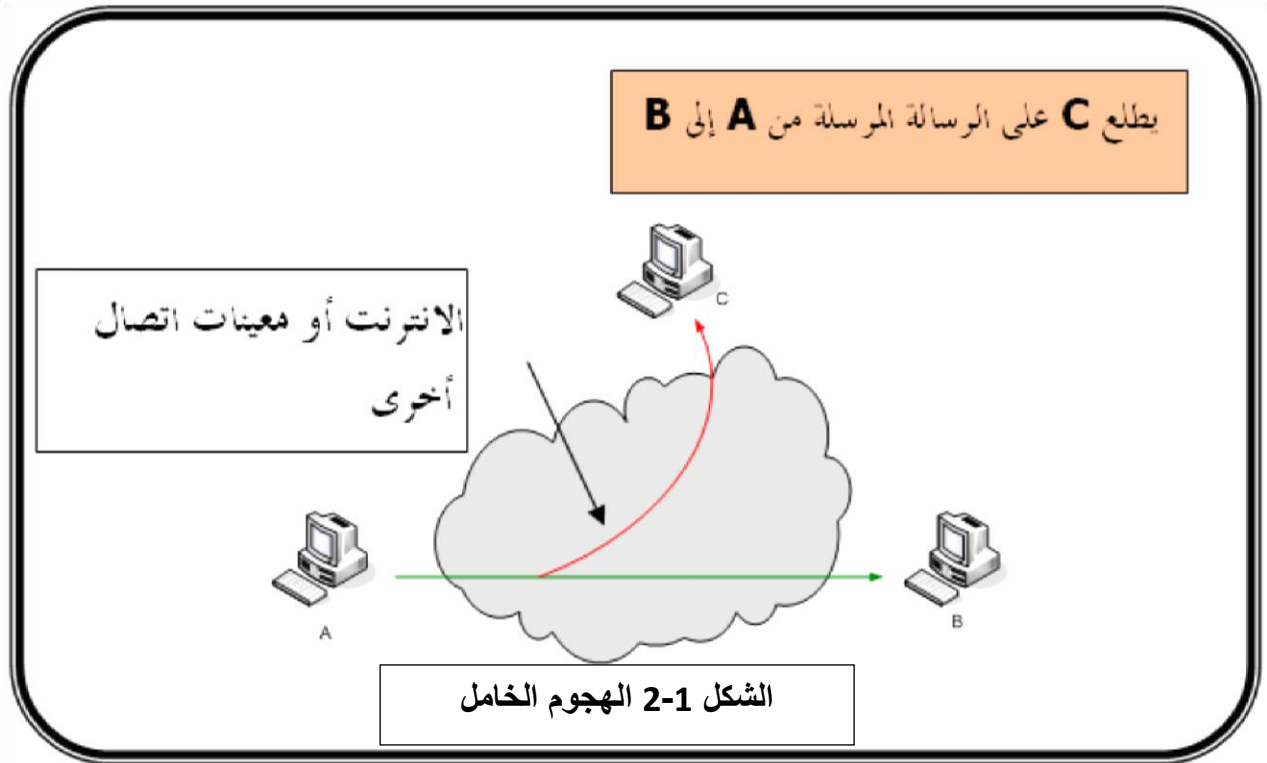 يطلع C على الرسالة المرسلة من A إلى B
C
الانترنت أو معينات اتصال
أخرى
A
B
الشكل 1-2 الهجوم الخامل